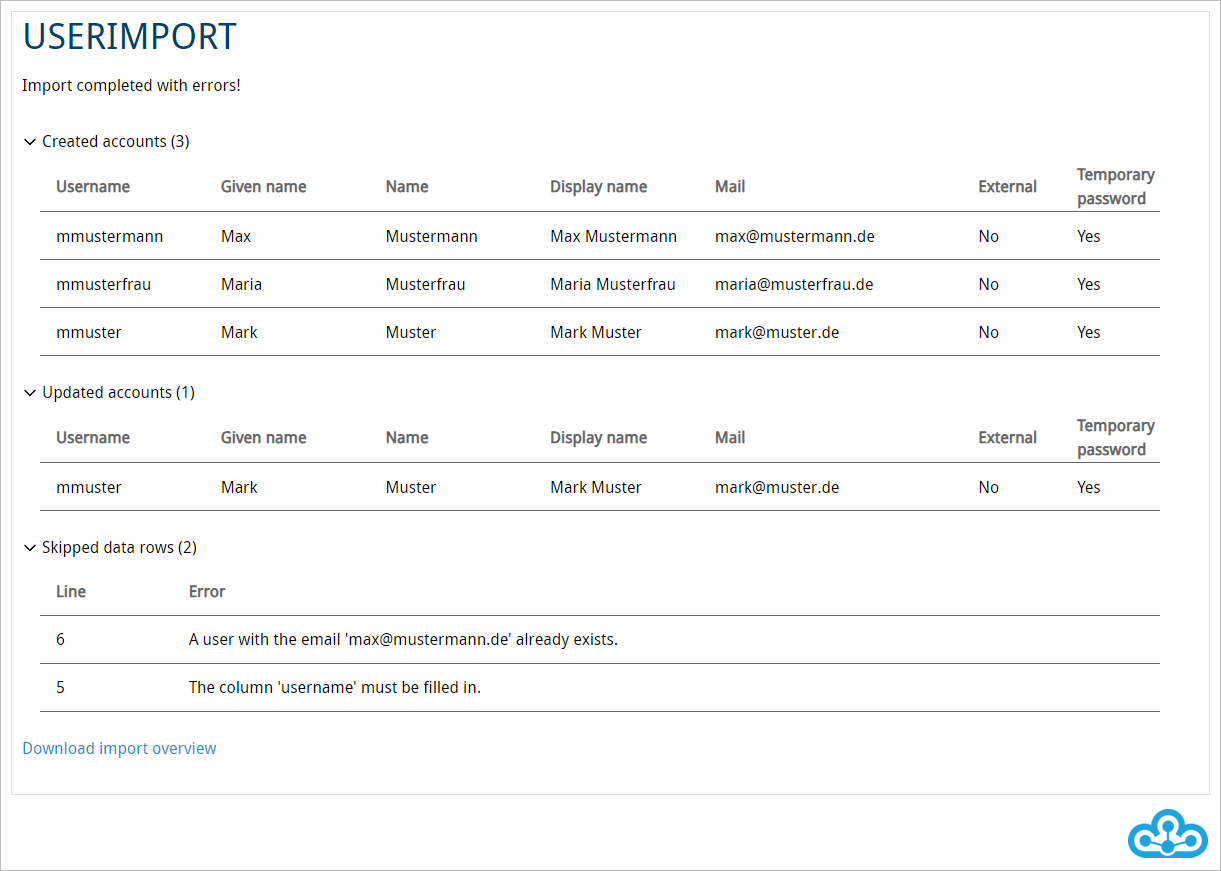 USERIMPORT
Import completed with errors!
Created accounts (3)
Username Given name Name Display name Mail External Temporary password
mmustermann Max Mustermann Max Mustermann max@mustermann.de No Yes
mmusterfrau Maria Musterfrau Maria Musterfrau maria@musterfrau.de No Yes
mmuster Mark Muster Mark Muster mark@muster.de No Yes
Updated accounts (1)
Username Given name Name Display name Mail External Temporary password
mmuster Mark Muster Mark Muster mark@muster.de No Yes
Skipped data rows (2)
Line Error
6 A user with the email 'max@mustermann.de' already exists.
5 The column 'username' must be filled in.
Download import overview